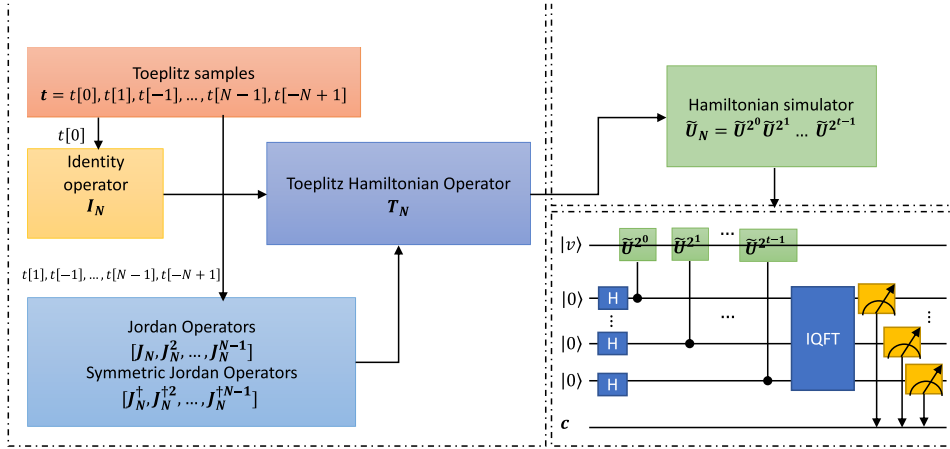 Toeplitz samples
𝒕 = t[0], t[1], t[−1], ..., t[N − 1], t[−N + 1]
t[0]
Identity
operator
I_N
Toeplitz Hamiltonian Operator
T_N
t[1], t[−1], ..., t[N − 1], t[−N + 1]
Jordan Operators
[J_N, J_N^2, ..., J_N^{N−1}]
Symmetric Jordan Operators
[J_N^†, J_N^{†2}, ..., J_N^{†N−1}]
Hamiltonian simulator
Ũ_N = Ũ^{2^0} Ũ^{2^1} ... Ũ^{2^{t−1}}
|v⟩ Ũ^{2^0} Ũ^{2^1} ... Ũ^{2^{t−1}}
|0⟩ H
⋮ ... ⋮
|0⟩ H IQFT
|0⟩ H
c